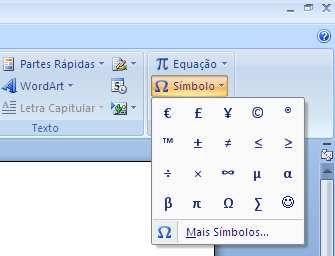 Partes Rápidas
WordArt
Letra Capitular
Texto
π Equação
Ω Símbolo
€ £ ¥ © ®
™ ± ≠ ≤ ≥
÷ × ∞ µ α
β π Ω ∑ ☺
Ω Mais Símbolos...